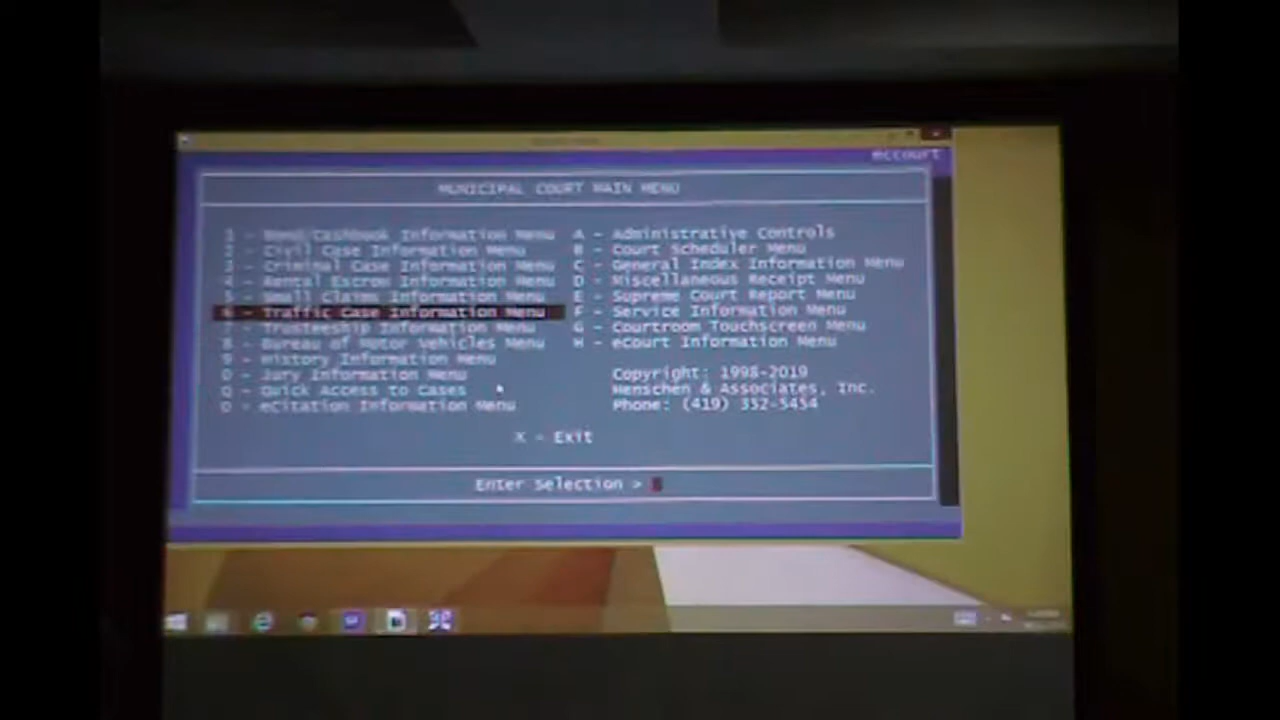 eccourt
MUNICIPAL COURT MAIN MENU
1 - Bond/Cashbook Information Menu A - Administrative Controls
2 - Civil Case Information Menu B - Court Scheduler Menu
3 - Criminal Case Information Menu C - General Index Information Menu
4 - Rental Escrow Information Menu D - Miscellaneous Receipt Menu
5 - Small Claims Information Menu E - Supreme Court Report Menu
6 - Traffic Case Information Menu F - Service Information Menu
7 - Trusteeship Information Menu G - Courtroom Touchscreen Menu
8 - Bureau of Motor Vehicles Menu H - eCourt Information Menu
9 - History Information Menu
0 - Jury Information Menu Copyright: 1998-2019
Q - Quick Access to Cases Henschen & Associates, Inc.
O - eCitation Information Menu Phone: (419) 352-5454
X - Exit
Enter Selection >